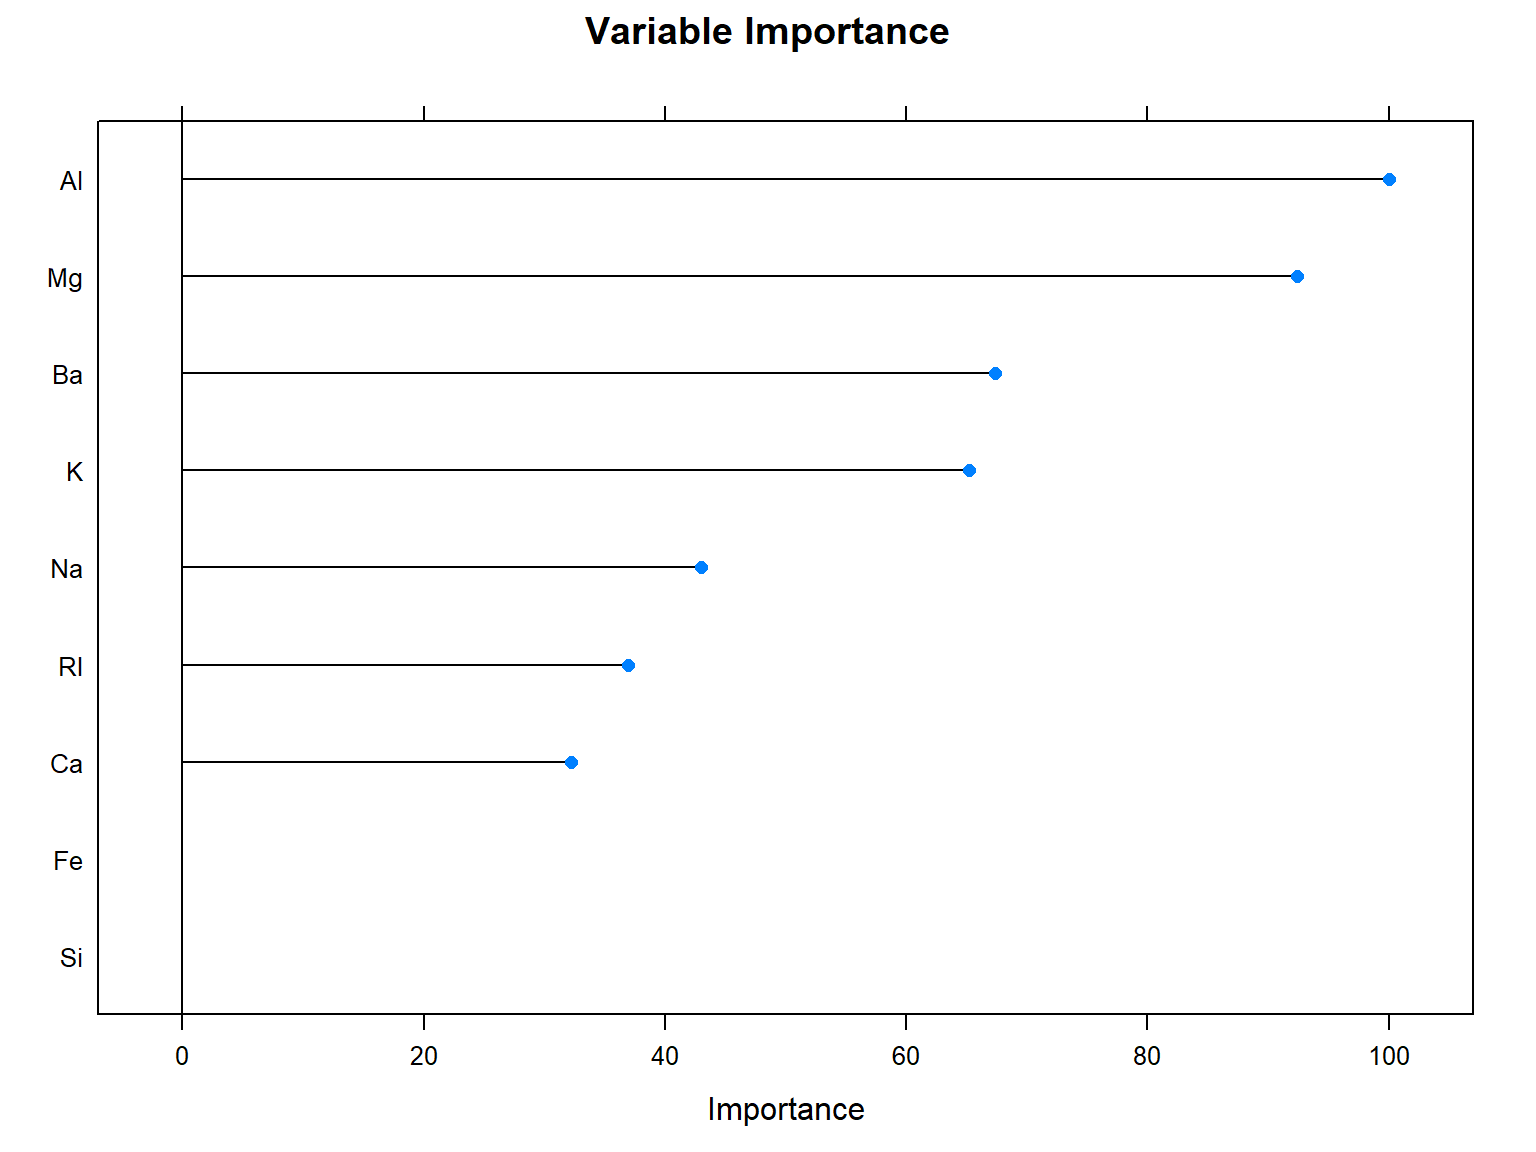 Variable Importance
Al
Mg
Ba
K
Na
RI
Ca
Fe
Si
0 20 40 60 80 100
Importance